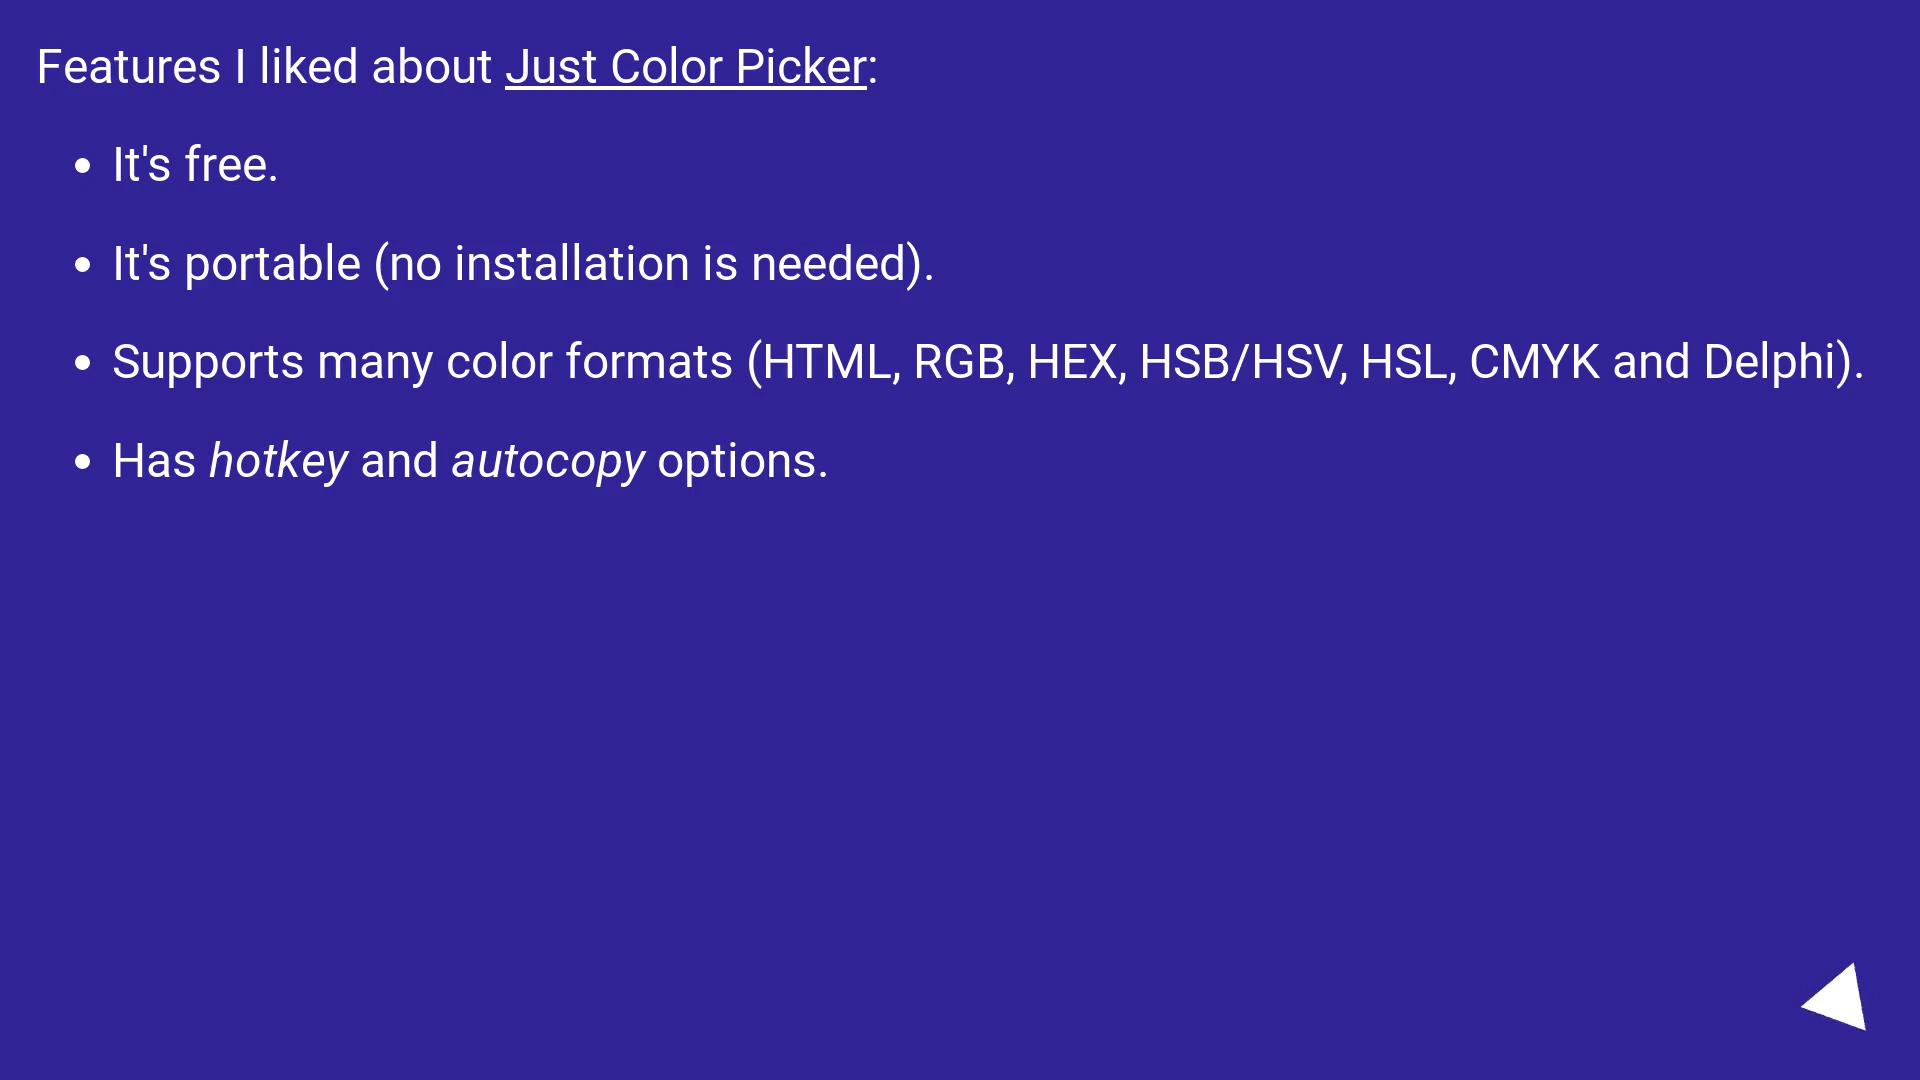 Features I liked about Just Color Picker:
• It's free.
• It's portable (no installation is needed).
• Supports many color formats (HTML, RGB, HEX, HSB/HSV, HSL, CMYK and Delphi).
• Has hotkey and autocopy options.